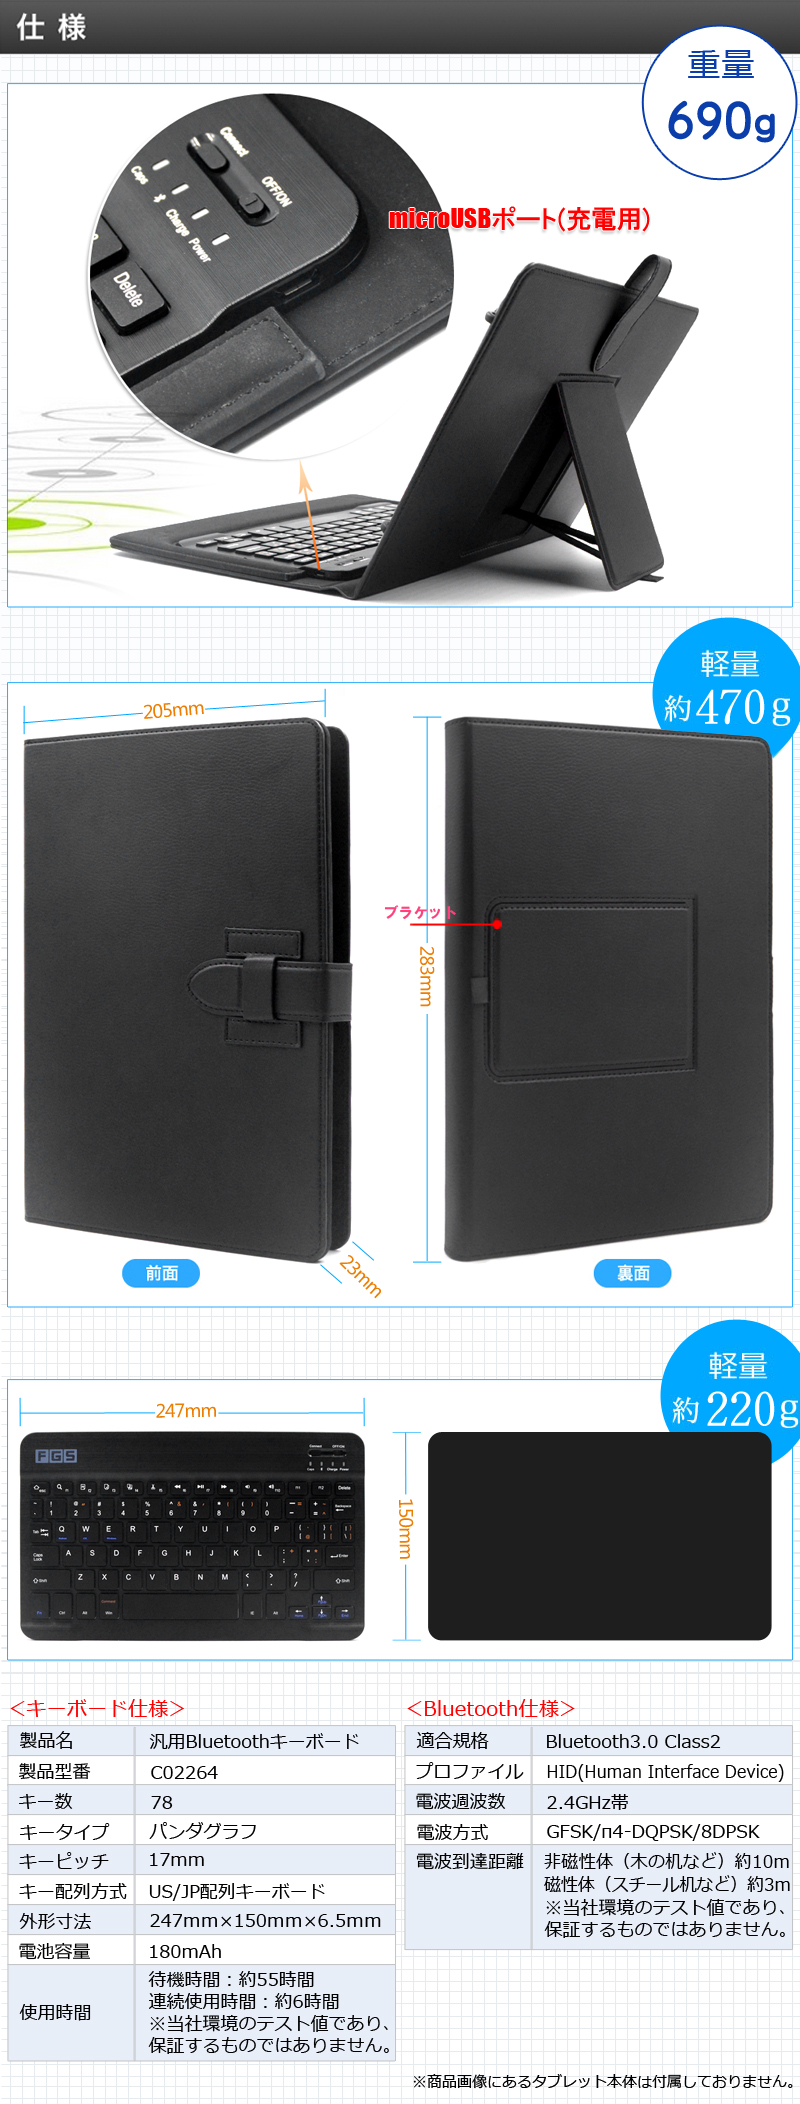 仕様
重量
690g
Connect
OFF/ON
Caps
Charge
Power
Delete
microUSBポート(充電用)
軽量
約470g
205mm
ブラケット
283mm
23mm
前面
裏面
軽量
約220g
247mm
FGS
150mm
＜キーボード仕様＞
製品名 汎用Bluetoothキーボード
製品型番 C02264
キー数 78
キータイプ パンダグラフ
キーピッチ 17mm
キー配列方式 US/JP配列キーボード
外形寸法 247mm×150mm×6.5mm
電池容量 180mAh
使用時間 待機時間：約55時間
連続使用時間：約6時間
※当社環境のテスト値であり、
保証するものではありません。
＜Bluetooth仕様＞
適合規格 Bluetooth3.0 Class2
プロファイル HID(Human Interface Device)
電波週波数 2.4GHz帯
電波方式 GFSK/π4-DQPSK/8DPSK
電波到達距離 非磁性体（木の机など）約10m
磁性体（スチール机など）約3m
※当社環境のテスト値であり、
保証するものではありません。
※商品画像にあるタブレット本体は付属しておりません。